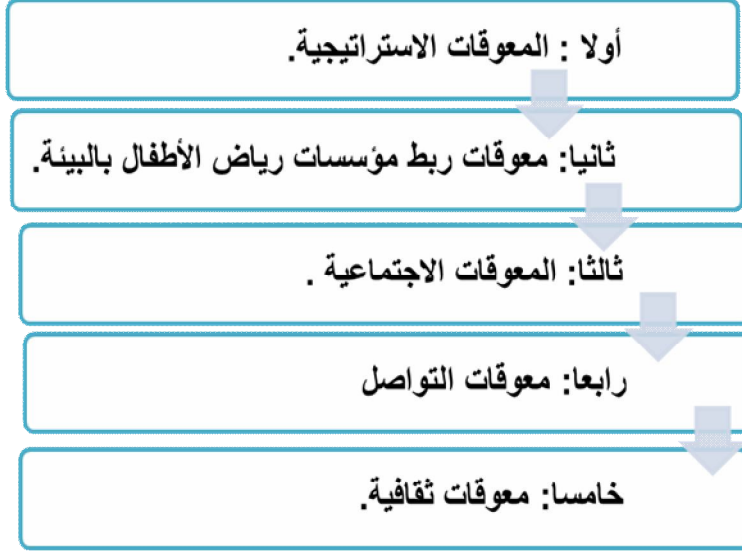 أولا : المعوقات الاستراتيجية.
ثانيا: معوقات ربط مؤسسات رياض الأطفال بالبيئة.
ثالثا: المعوقات الاجتماعية .
رابعا: معوقات التواصل
خامسا: معوقات ثقافية.